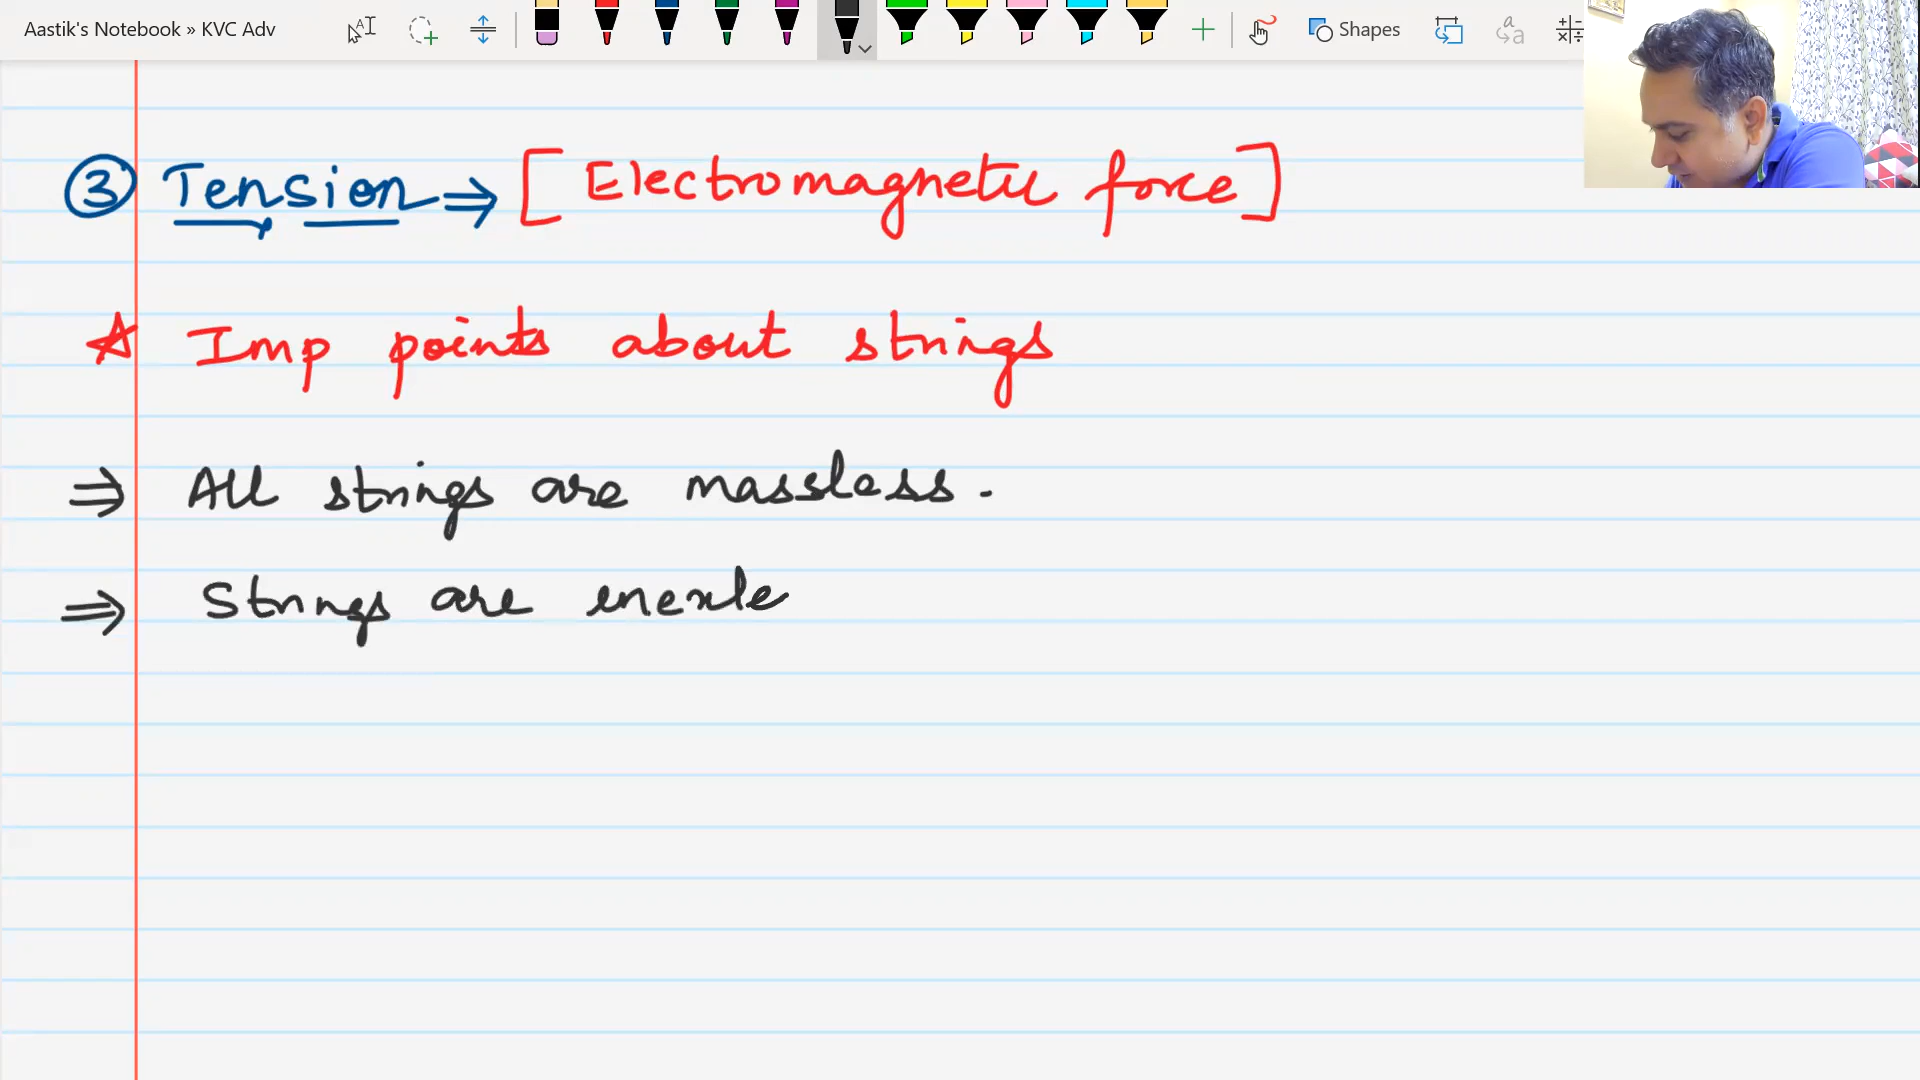 Aastik's Notebook » KVC Adv
Shapes
③ Tension ⇒ [Electromagnetic force]
☆ Imp points about strings
⇒ All strings are massless.
⇒ Strings are inexte